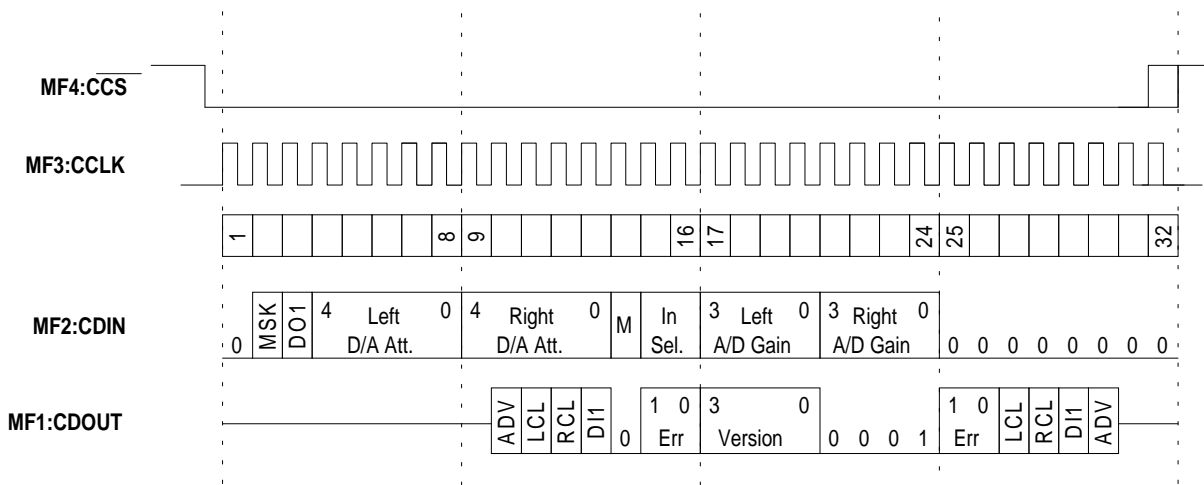 MF4:CCS
MF3:CCLK
1 8 9 16 17 24 25 32
MF2:CDIN
0 MSK DO1 4 Left 0 4 Right 0 M In 3 Left 0 3 Right 0 0 0 0 0 0 0 0 0
D/A Att. D/A Att. Sel. A/D Gain A/D Gain
MF1:CDOUT
ADV LCL RCL DI1 0 1 0 3 0 0 0 0 1 1 0 LCL RCL DI1 ADV
Err Version Err